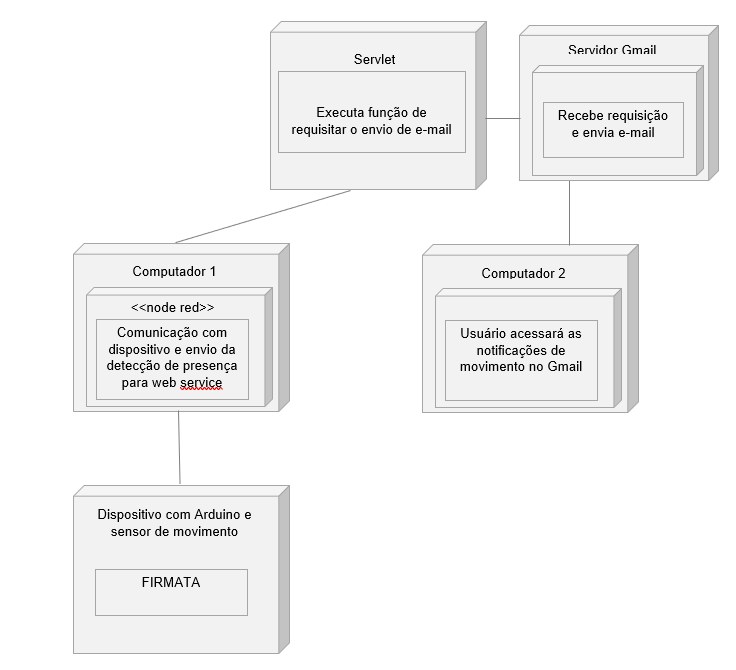 Servlet
Executa função de
requisitar o envio de e-mail
Servidor Gmail
Recebe requisição
e envia e-mail
Computador 1
<<node red>>
Comunicação com
dispositivo e envio da
detecção de presença
para web service
Computador 2
Usuário acessará as
notificações de
movimento no Gmail
Dispositivo com Arduino e
sensor de movimento
FIRMATA